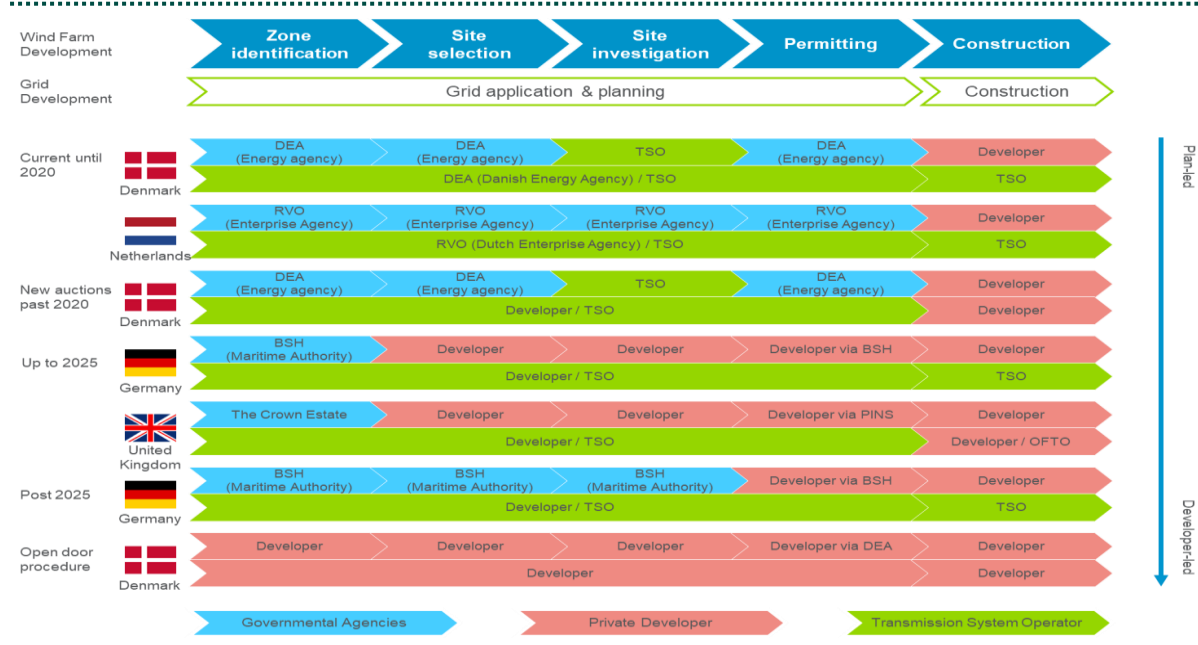 Wind Farm
Development
Zone
identification
Site
selection
Site
investigation
Permitting
Construction
Grid
Development
Grid application & planning
Construction
Current until
2020
Denmark
DEA
(Energy agency)
DEA
(Energy agency)
TSO
DEA
(Energy agency)
Developer
DEA (Danish Energy Agency) / TSO
TSO
Netherlands
RVO
(Enterprise Agency)
RVO
(Enterprise Agency)
RVO
(Enterprise Agency)
RVO
(Enterprise Agency)
Developer
RVO (Dutch Enterprise Agency) / TSO
TSO
New auctions
past 2020
Denmark
DEA
(Energy agency)
DEA
(Energy agency)
TSO
DEA
(Energy agency)
Developer
Developer / TSO
Developer
Up to 2025
Germany
BSH
(Maritime Authority)
Developer
Developer
Developer via BSH
Developer
Developer / TSO
TSO
United
Kingdom
The Crown Estate
Developer
Developer
Developer via PINS
Developer
Developer / TSO
Developer / OFTO
Post 2025
Germany
BSH
(Maritime Authority)
BSH
(Maritime Authority)
BSH
(Maritime Authority)
Developer via BSH
Developer
Developer / TSO
TSO
Open door
procedure
Denmark
Developer
Developer
Developer
Developer via DEA
Developer
Developer
Developer
Plan-led
Developer-led
Governmental Agencies
Private Developer
Transmission System Operator